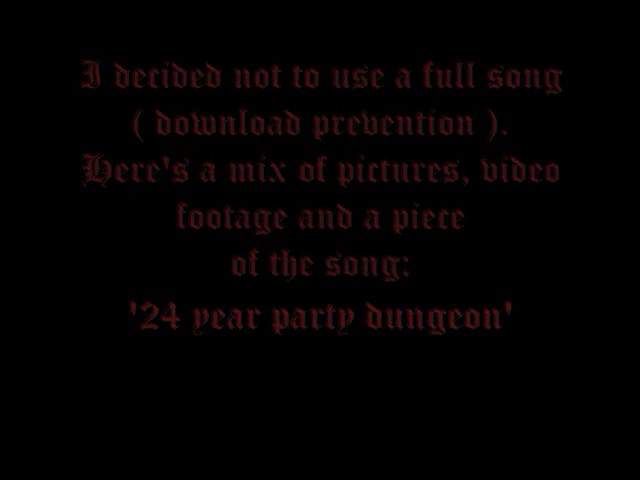 I decided not to use a full song
( download prevention ).
Here's a mix of pictures, video
footage and a piece
of the song:
'24 year party dungeon'